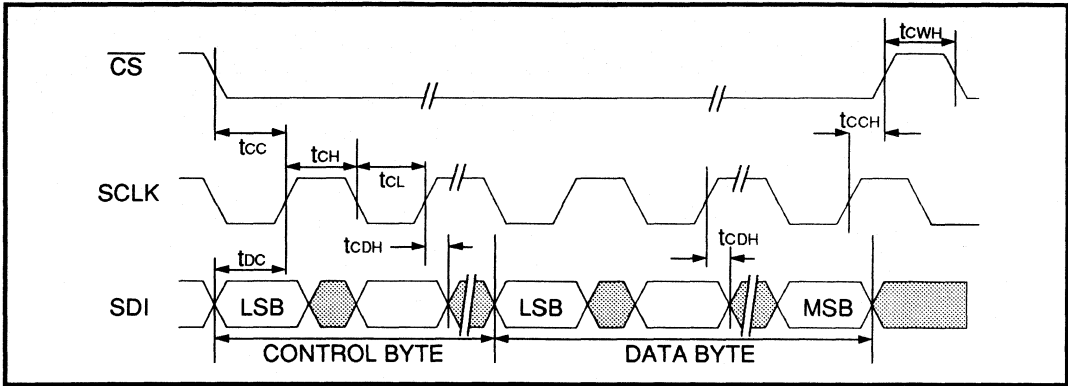 tCWH
CS
tCCH
tCC
tCH
tCL
SCLK
tCDH
tCDH
tDC
SDI
LSB
LSB
MSB
CONTROL BYTE
DATA BYTE